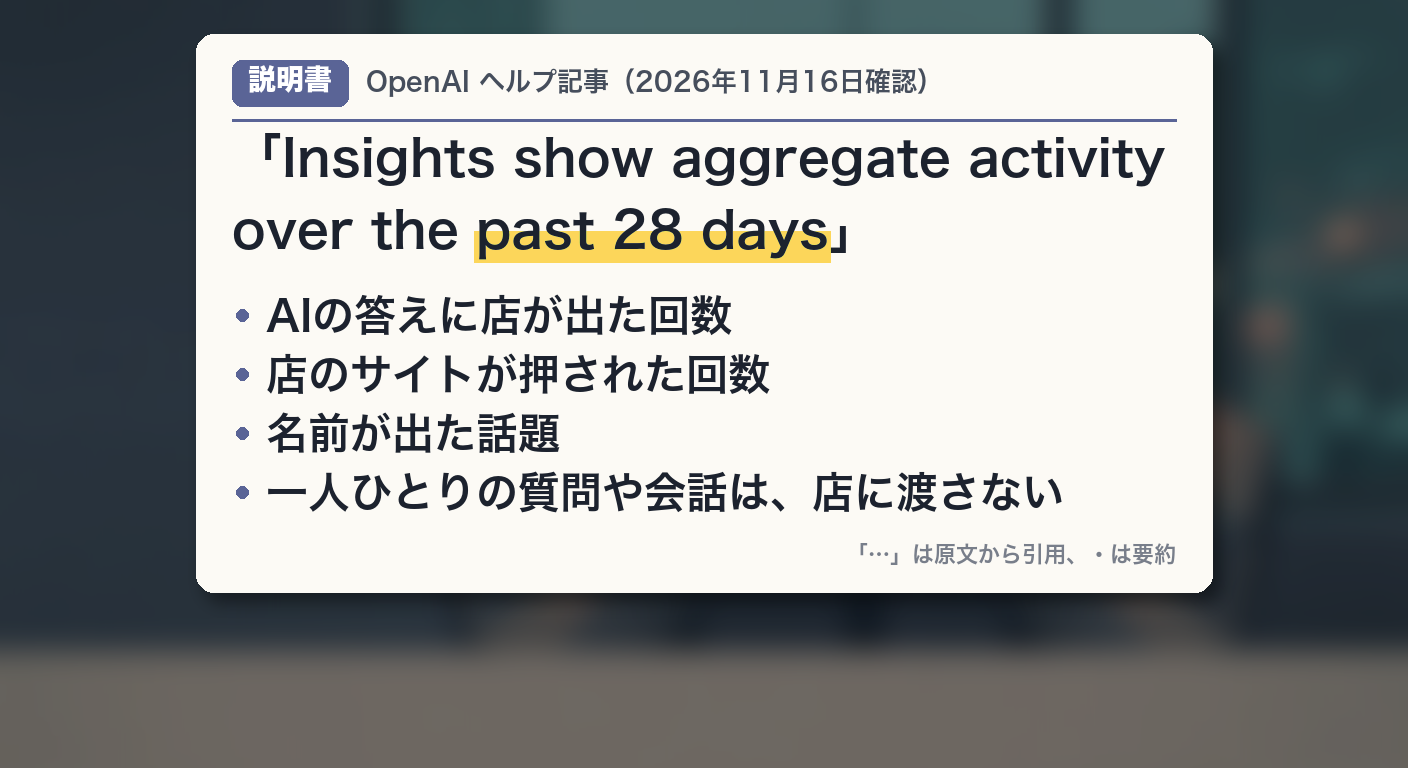 説明書
OpenAI ヘルプ記事（2026年11月16日確認）
「Insights show aggregate activity
over the past 28 days」
• AIの答えに店が出た回数
• 店のサイトが押された回数
• 名前が出た話題
• 一人ひとりの質問や会話は、店に渡さない
「…」は原文から引用、・は要約